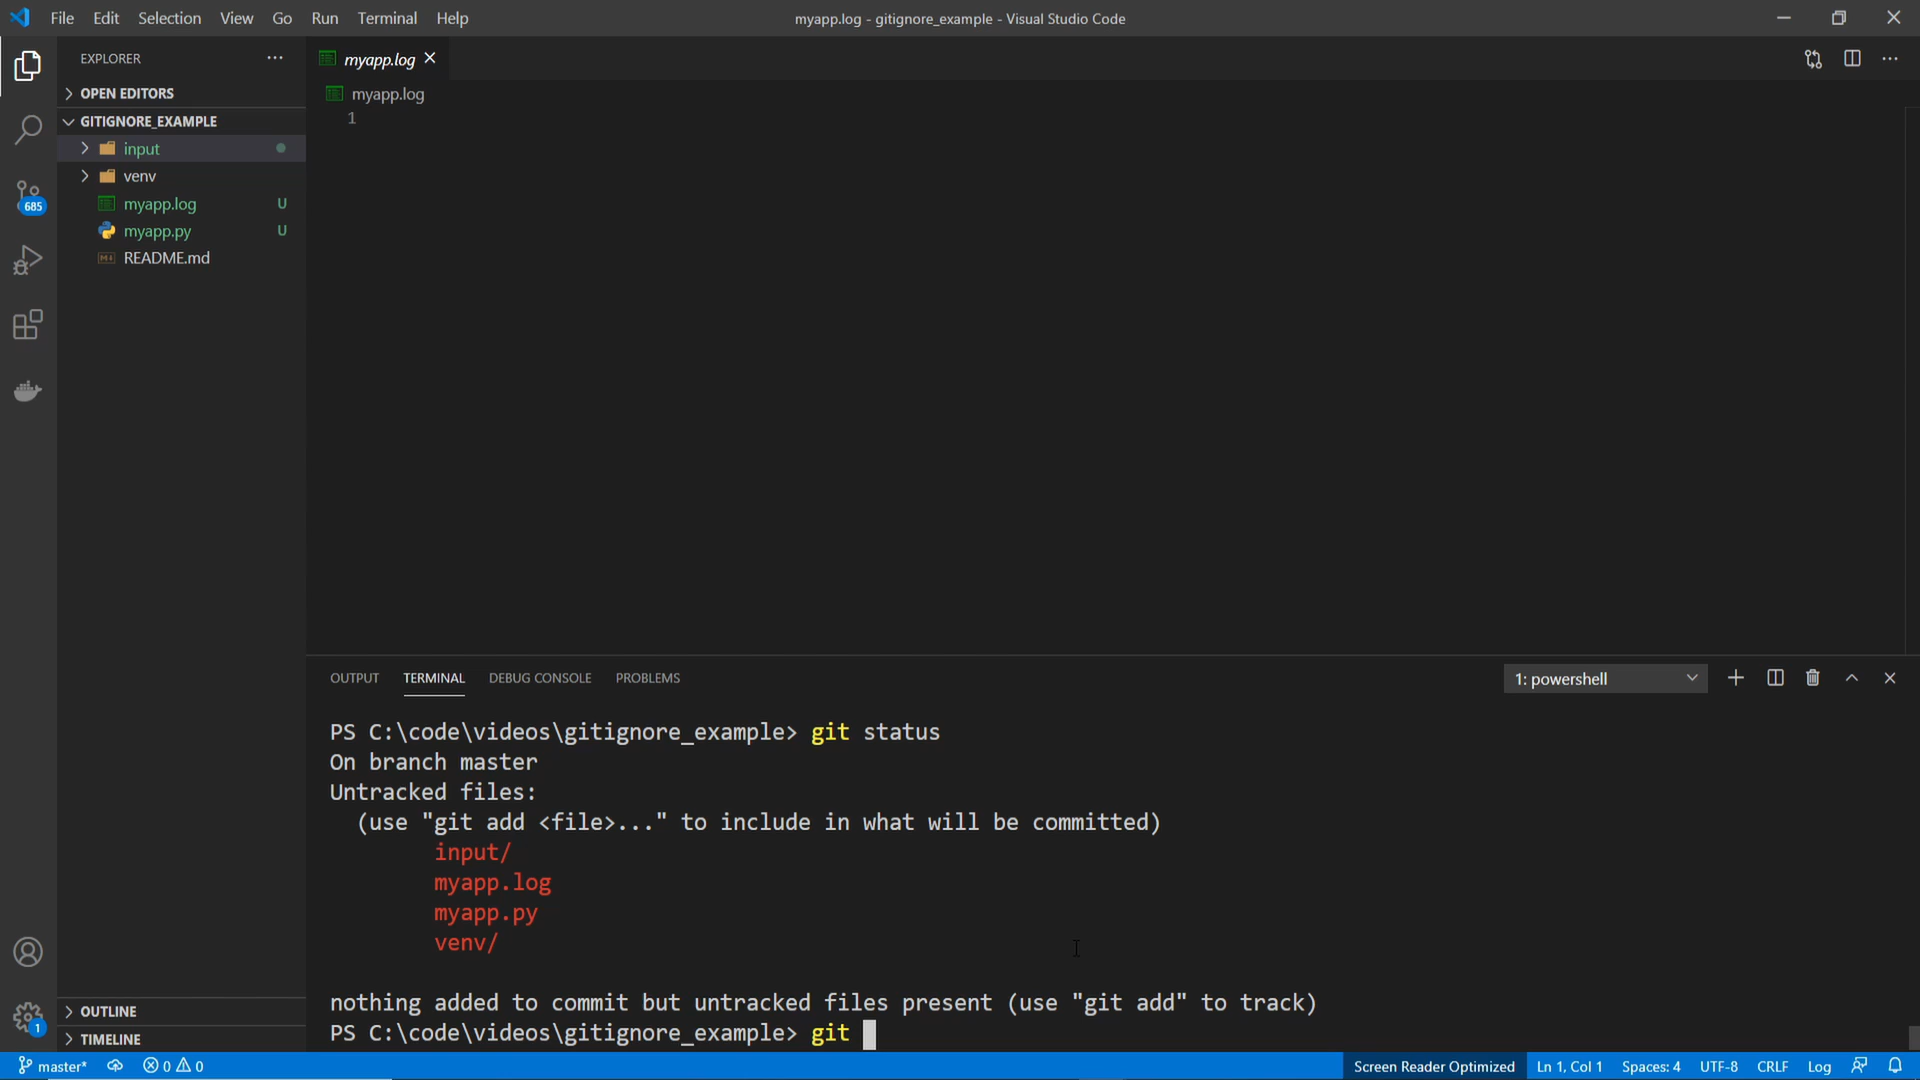 File Edit Selection View Go Run Terminal Help
myapp.log - gitignore_example - Visual Studio Code
EXPLORER
OPEN EDITORS
GITIGNORE_EXAMPLE
input
venv
myapp.log U
myapp.py U
README.md
685
OUTLINE
TIMELINE
1
myapp.log
myapp.log
1
OUTPUT TERMINAL DEBUG CONSOLE PROBLEMS
1: powershell
PS C:\code\videos\gitignore_example> git status
On branch master
Untracked files:
(use "git add <file>..." to include in what will be committed)
input/
myapp.log
myapp.py
venv/
nothing added to commit but untracked files present (use "git add" to track)
PS C:\code\videos\gitignore_example> git
master* 0 0 Screen Reader Optimized Ln 1, Col 1 Spaces: 4 UTF-8 CRLF Log